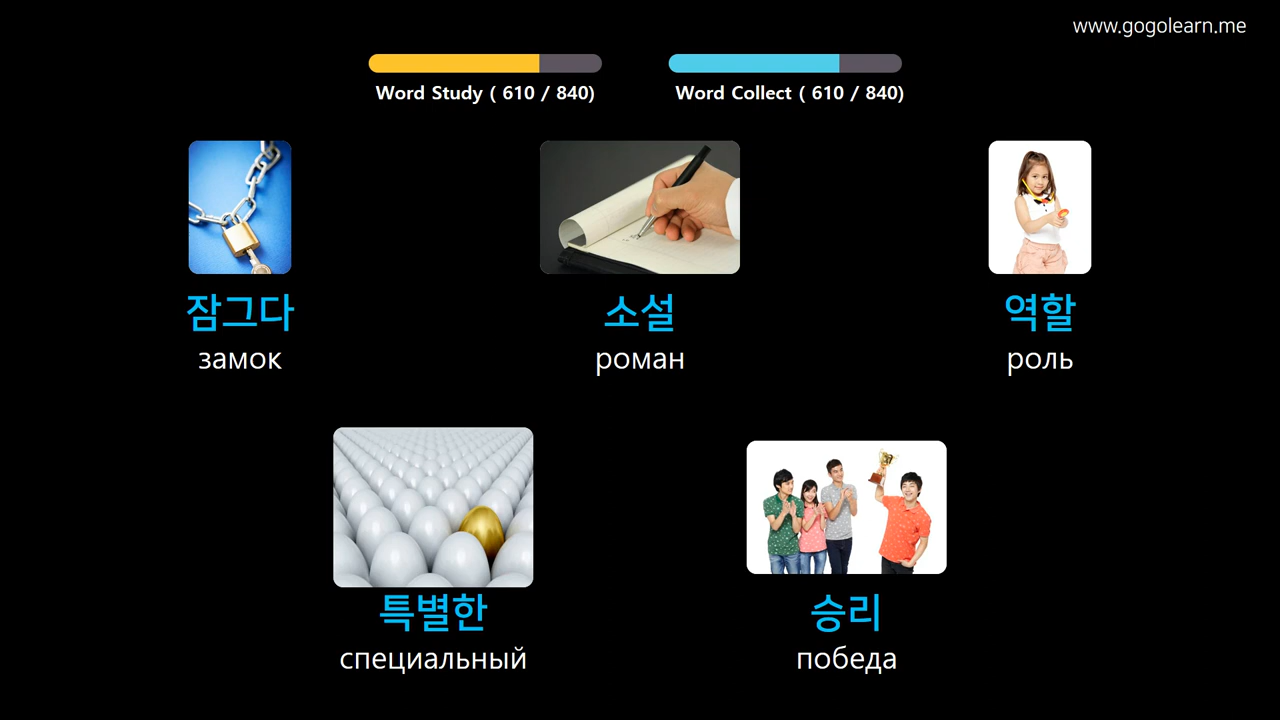 www.gogolearn.me
Word Study ( 610 / 840)
Word Collect ( 610 / 840)
잠그다
замок
소설
роман
역할
роль
특별한
специальный
승리
победа